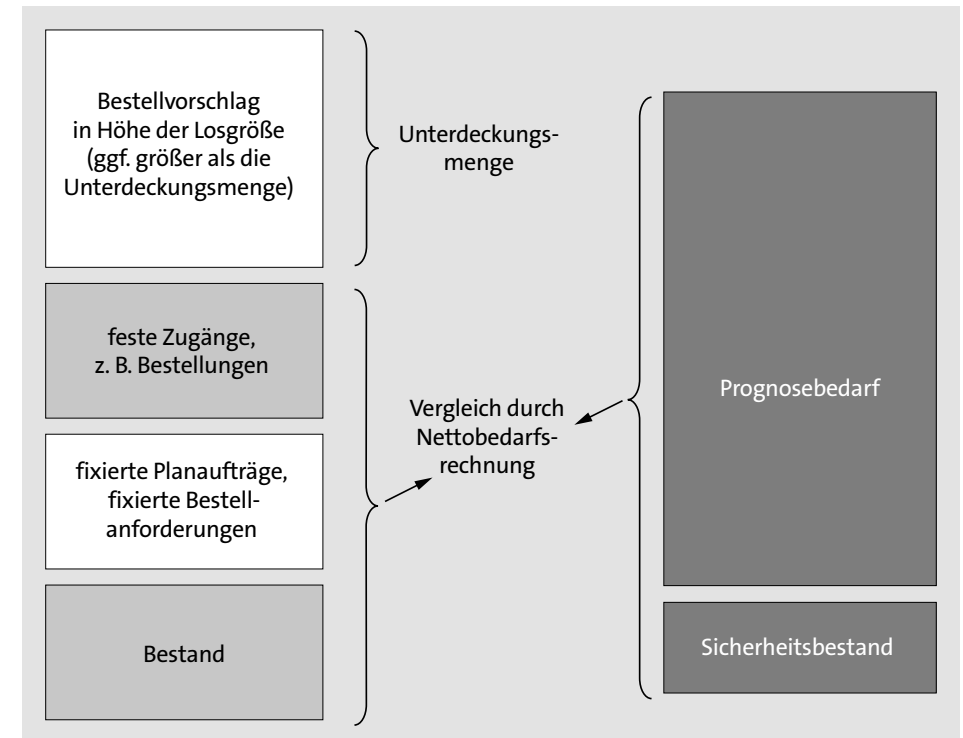 Bestellvorschlag
in Höhe der Losgröße
(ggf. größer als die
Unterdeckungsmenge)
Unterdeckungs-
menge
feste Zugänge,
z. B. Bestellungen
fixierte Planaufträge,
fixierte Bestell-
anforderungen
Bestand
Vergleich durch
Nettobedarfs-
rechnung
Prognosebedarf
Sicherheitsbestand